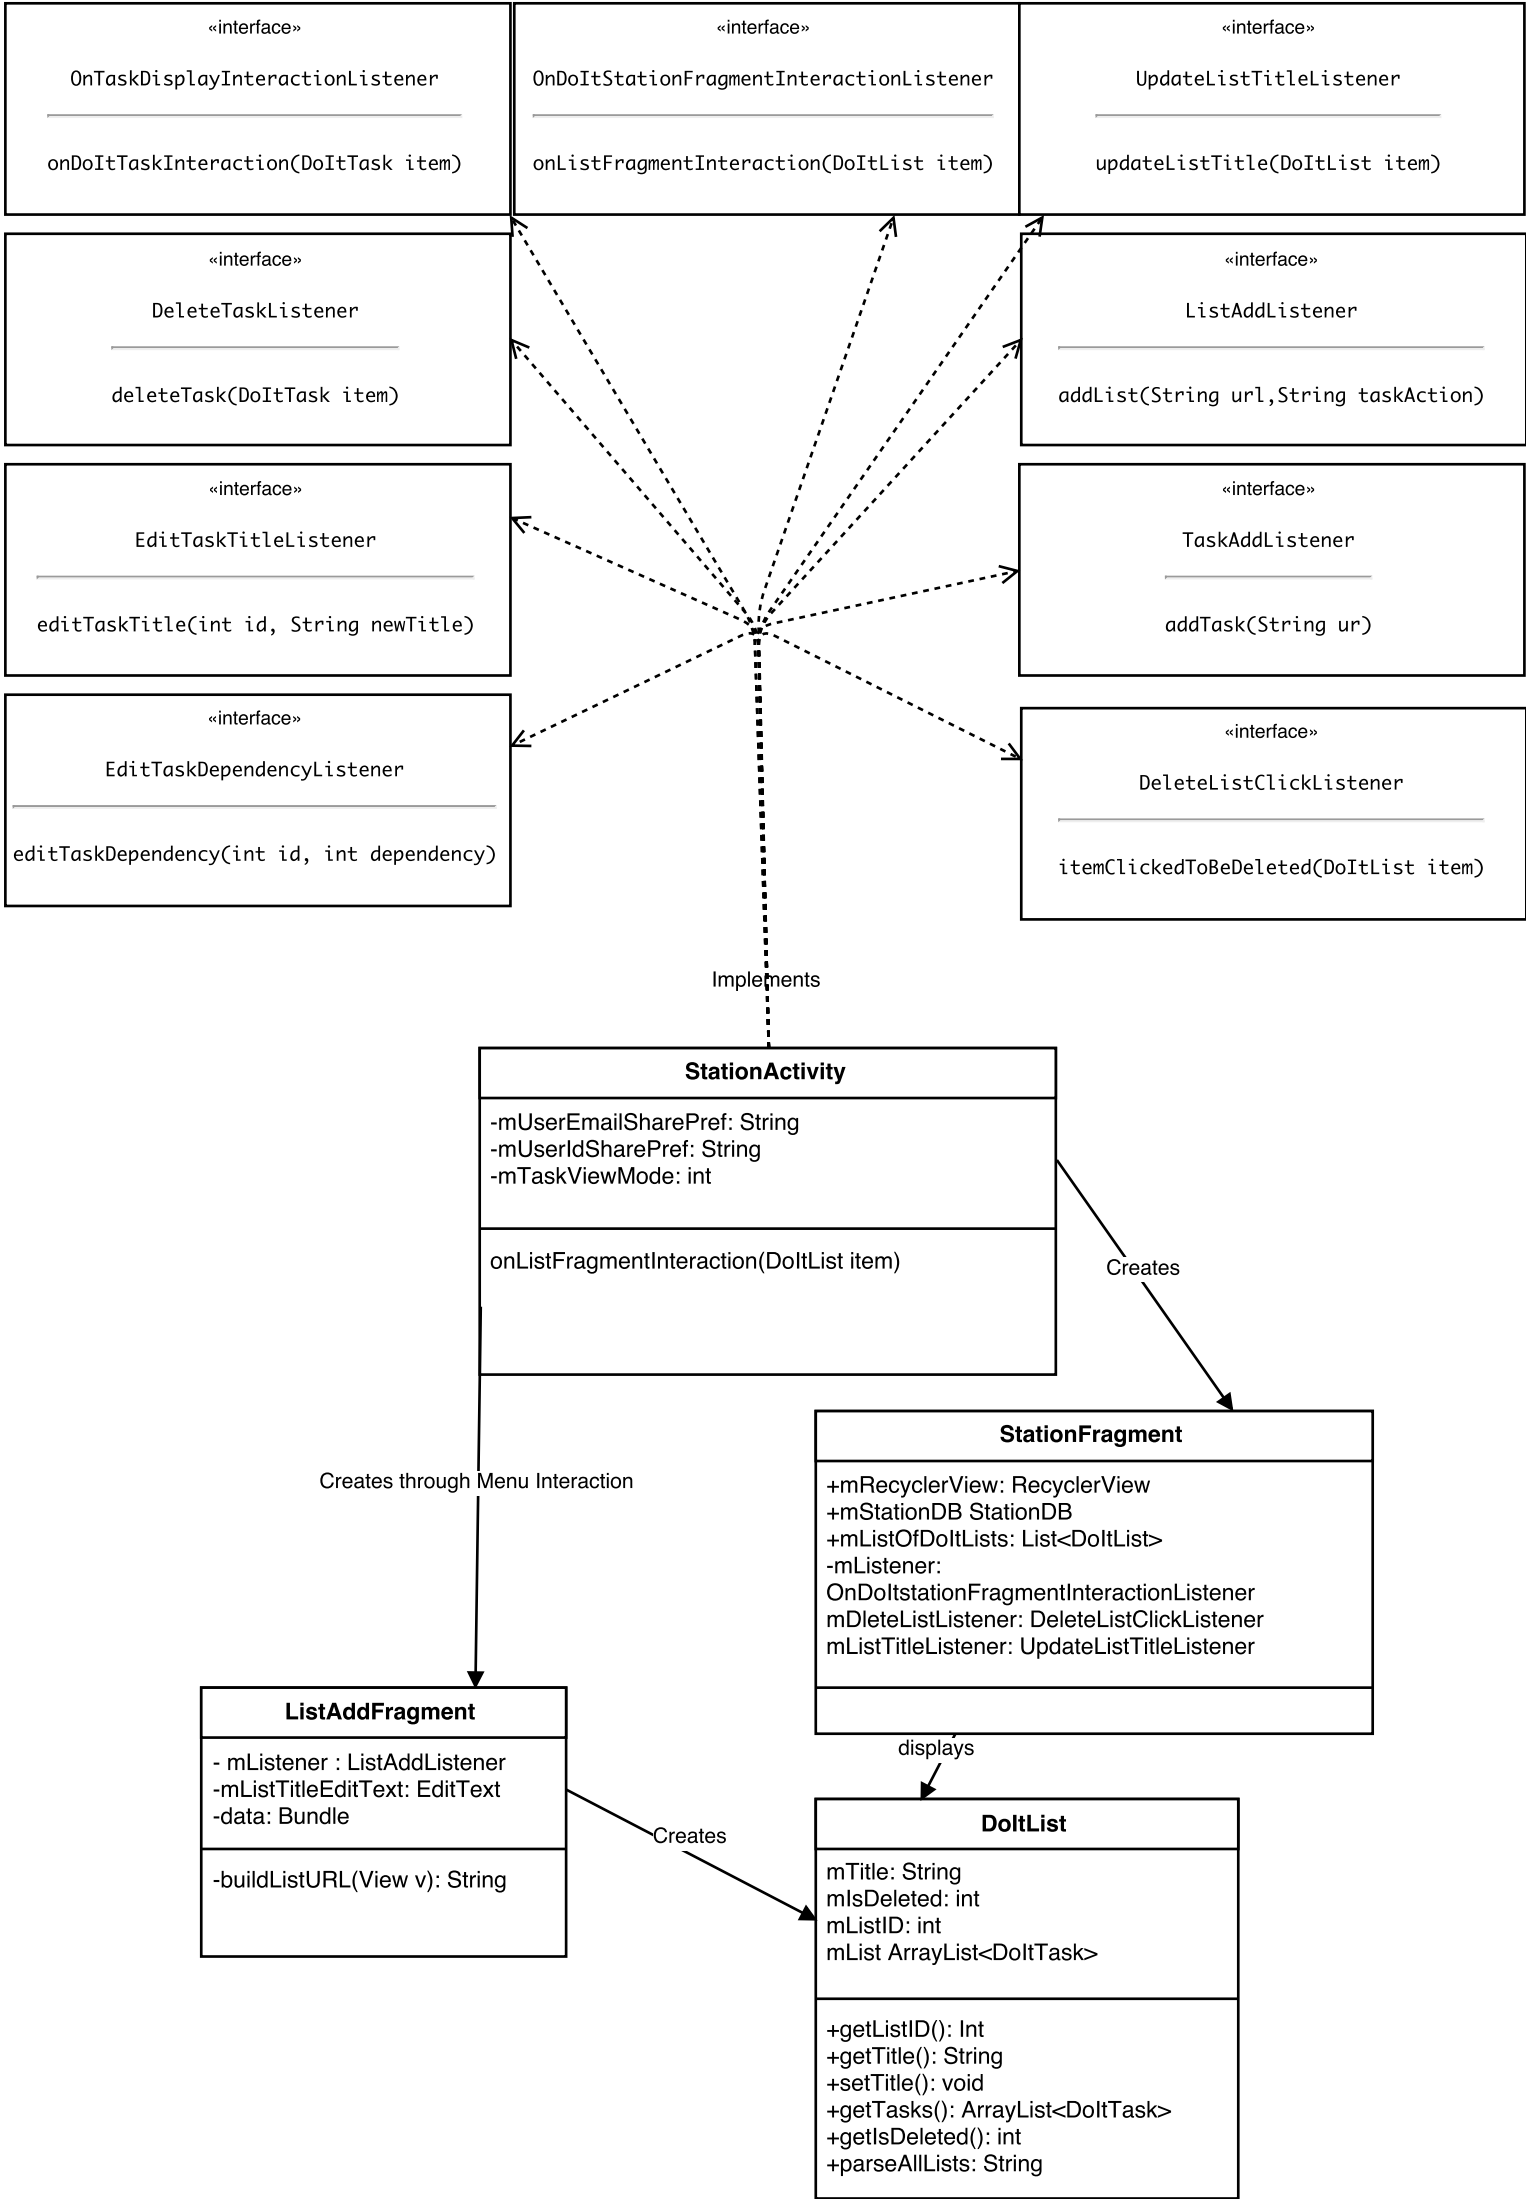 «interface»
OnTaskDisplayInteractionListener
onDoItTaskInteraction(DoItTask item)
«interface»
OnDoItStationFragmentInteractionListener
onListFragmentInteraction(DoItList item)
«interface»
UpdateListTitleListener
updateListTitle(DoItList item)
«interface»
DeleteTaskListener
deleteTask(DoItTask item)
«interface»
ListAddListener
addList(String url,String taskAction)
«interface»
EditTaskTitleListener
editTaskTitle(int id, String newTitle)
«interface»
TaskAddListener
addTask(String ur)
«interface»
EditTaskDependencyListener
editTaskDependency(int id, int dependency)
«interface»
DeleteListClickListener
itemClickedToBeDeleted(DoItList item)
Implements
StationActivity
-mUserEmailSharePref: String
-mUserIdSharePref: String
-mTaskViewMode: int
onListFragmentInteraction(DoItList item)
Creates
Creates through Menu Interaction
StationFragment
+mRecyclerView: RecyclerView
+mStationDB StationDB
+mListOfDoItLists: List<DoItList>
-mListener:
OnDoItstationFragmentInteractionListener
mDleteListListener: DeleteListClickListener
mListTitleListener: UpdateListTitleListener
displays
ListAddFragment
- mListener : ListAddListener
-mListTitleEditText: EditText
-data: Bundle
-buildListURL(View v): String
Creates
DoItList
mTitle: String
mIsDeleted: int
mListID: int
mList ArrayList<DoItTask>
+getListID(): Int
+getTitle(): String
+setTitle(): void
+getTasks(): ArrayList<DoItTask>
+getIsDeleted(): int
+parseAllLists: String